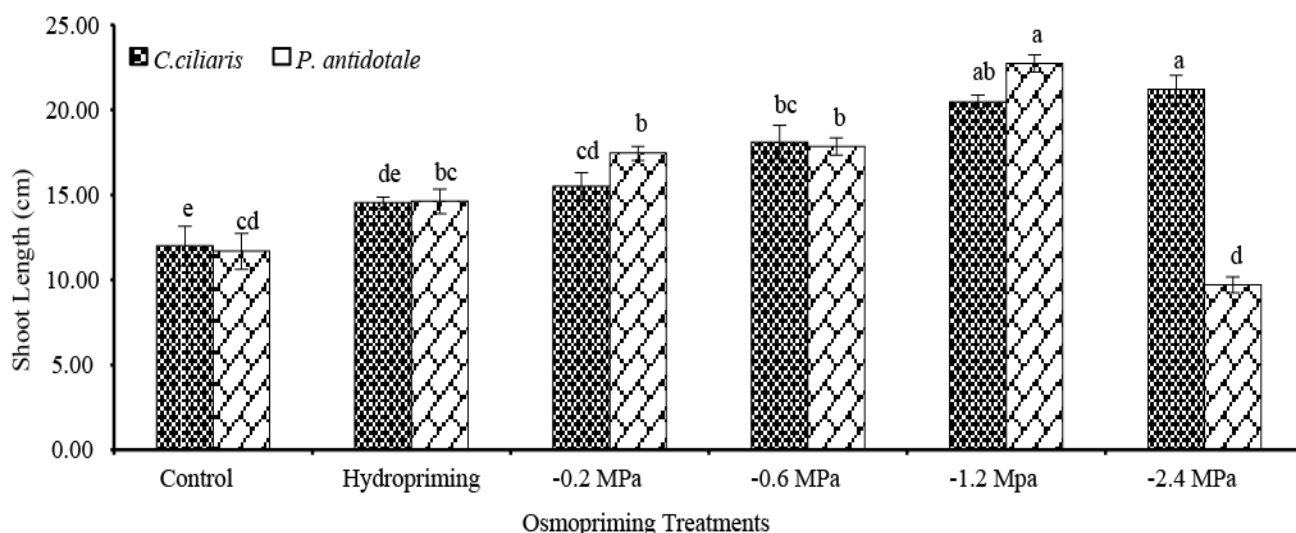 25.00
20.00
15.00
10.00
5.00
0.00
Shoot Length (cm)
C.ciliaris P. antidotale
e cd
de bc
cd b
bc b
ab a
a d
Control Hydropriming -0.2 MPa -0.6 MPa -1.2 Mpa -2.4 MPa
Osmopriming Treatments